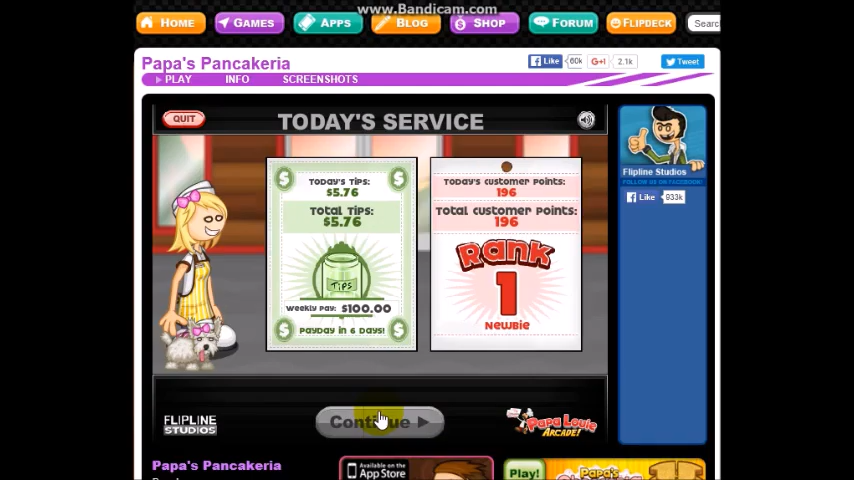 www.Bandicam.com
HOME
GAMES
APPS
BLOG
SHOP
FORUM
FLIPDECK
Searc
Papa's Pancakeria
PLAY INFO SCREENSHOTS
Like 60k
G+1 2.1k
Tweet
QUIT
TODAY'S SERVICE
Today's Tips:
$5.76
Total Tips:
$5.76
TIPS
Weekly Pay: $100.00
Payday in 6 days!
Today's Customer Points:
196
Total Customer Points:
196
Rank
1
Newbie
Flipline Studios
FOLLOW US ON FACEBOOK!
Like 933k
FLIPLINE
STUDIOS
Continue
Papa Louie
ARCADE!
Papa's Pancakeria
Available on the
App Store
Play!
Papa's